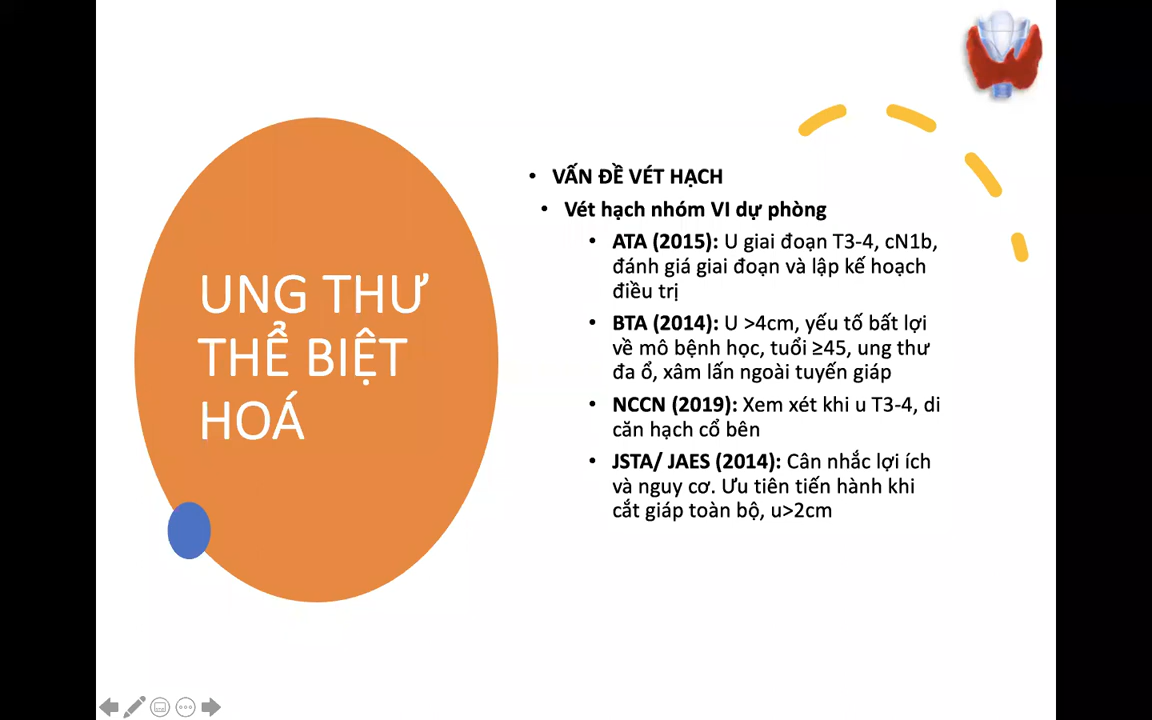 UNG THƯ
THỂ BIỆT
HOÁ
• VẤN ĐỀ VÉT HẠCH
• Vét hạch nhóm VI dự phòng
• ATA (2015): U giai đoạn T3-4, cN1b,
đánh giá giai đoạn và lập kế hoạch
điều trị
• BTA (2014): U >4cm, yếu tố bất lợi
về mô bệnh học, tuổi ≥45, ung thư
đa ổ, xâm lấn ngoài tuyến giáp
• NCCN (2019): Xem xét khi u T3-4, di
căn hạch cổ bên
• JSTA/ JAES (2014): Cân nhắc lợi ích
và nguy cơ. Ưu tiên tiến hành khi
cắt giáp toàn bộ, u>2cm